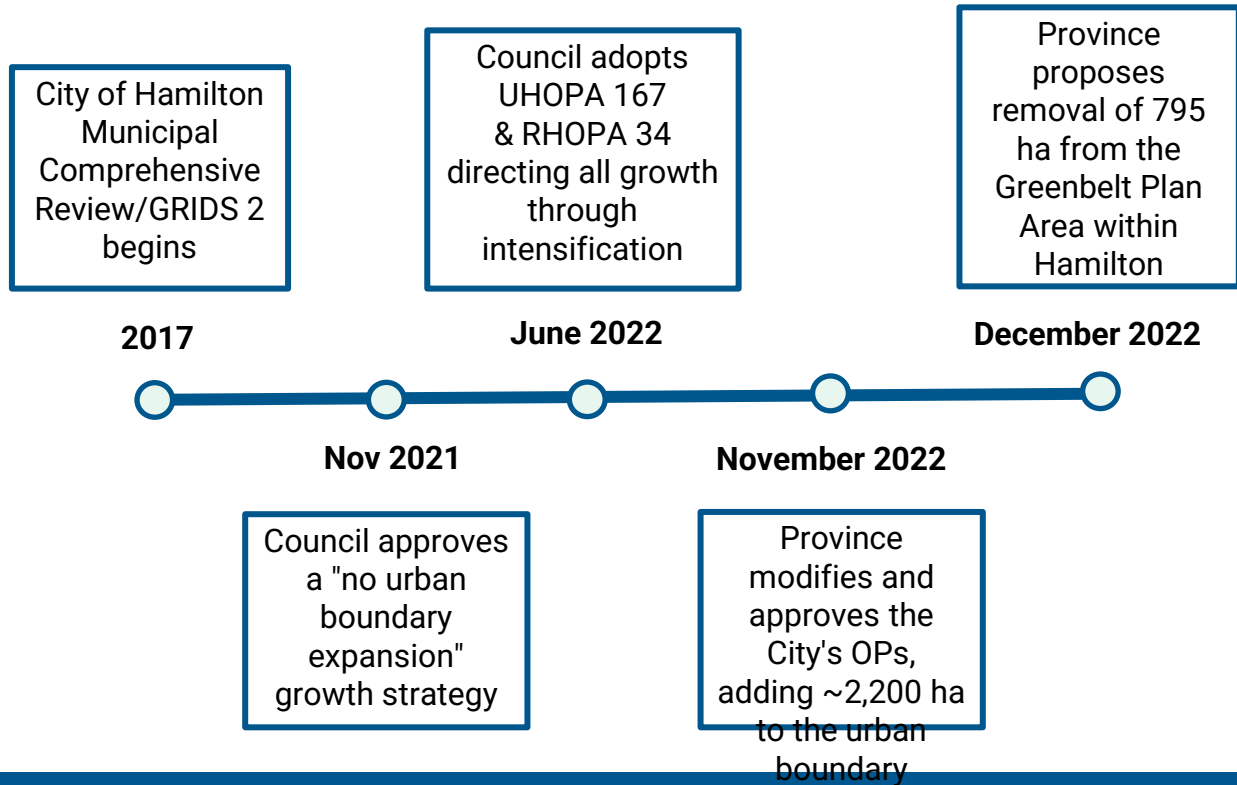 City of Hamilton
Municipal
Comprehensive
Review/GRIDS 2
begins
2017
Council approves
a "no urban
boundary
expansion"
growth strategy
Nov 2021
Council adopts
UHOPA 167
& RHOPA 34
directing all growth
through
intensification
June 2022
Province
modifies and
approves the
City's OPs,
adding ~2,200 ha
to the urban
boundary
November 2022
Province
proposes
removal of 795
ha from the
Greenbelt Plan
Area within
Hamilton
December 2022